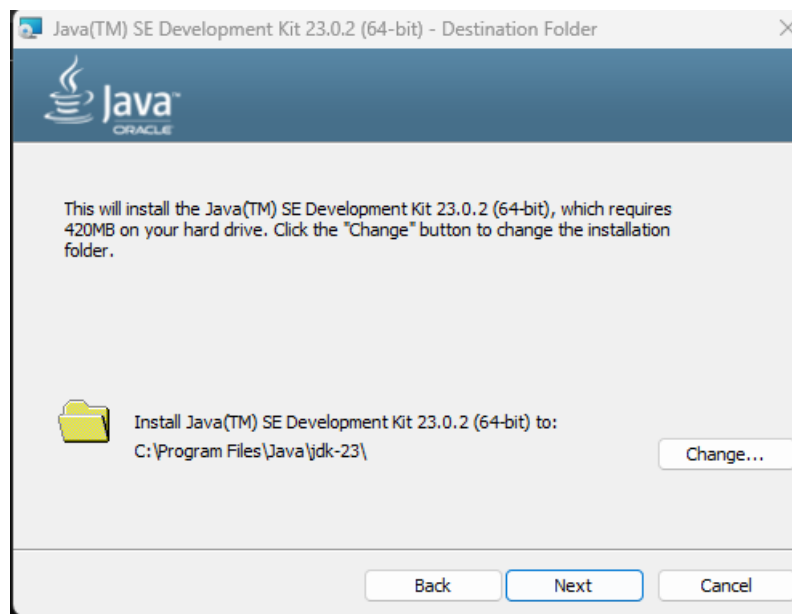 Java(TM) SE Development Kit 23.0.2 (64-bit) - Destination Folder
Java™
ORACLE
This will install the Java(TM) SE Development Kit 23.0.2 (64-bit), which requires
420MB on your hard drive. Click the "Change" button to change the installation
folder.
Install Java(TM) SE Development Kit 23.0.2 (64-bit) to:
C:\Program Files\Java\jdk-23\
Change...
Back
Next
Cancel